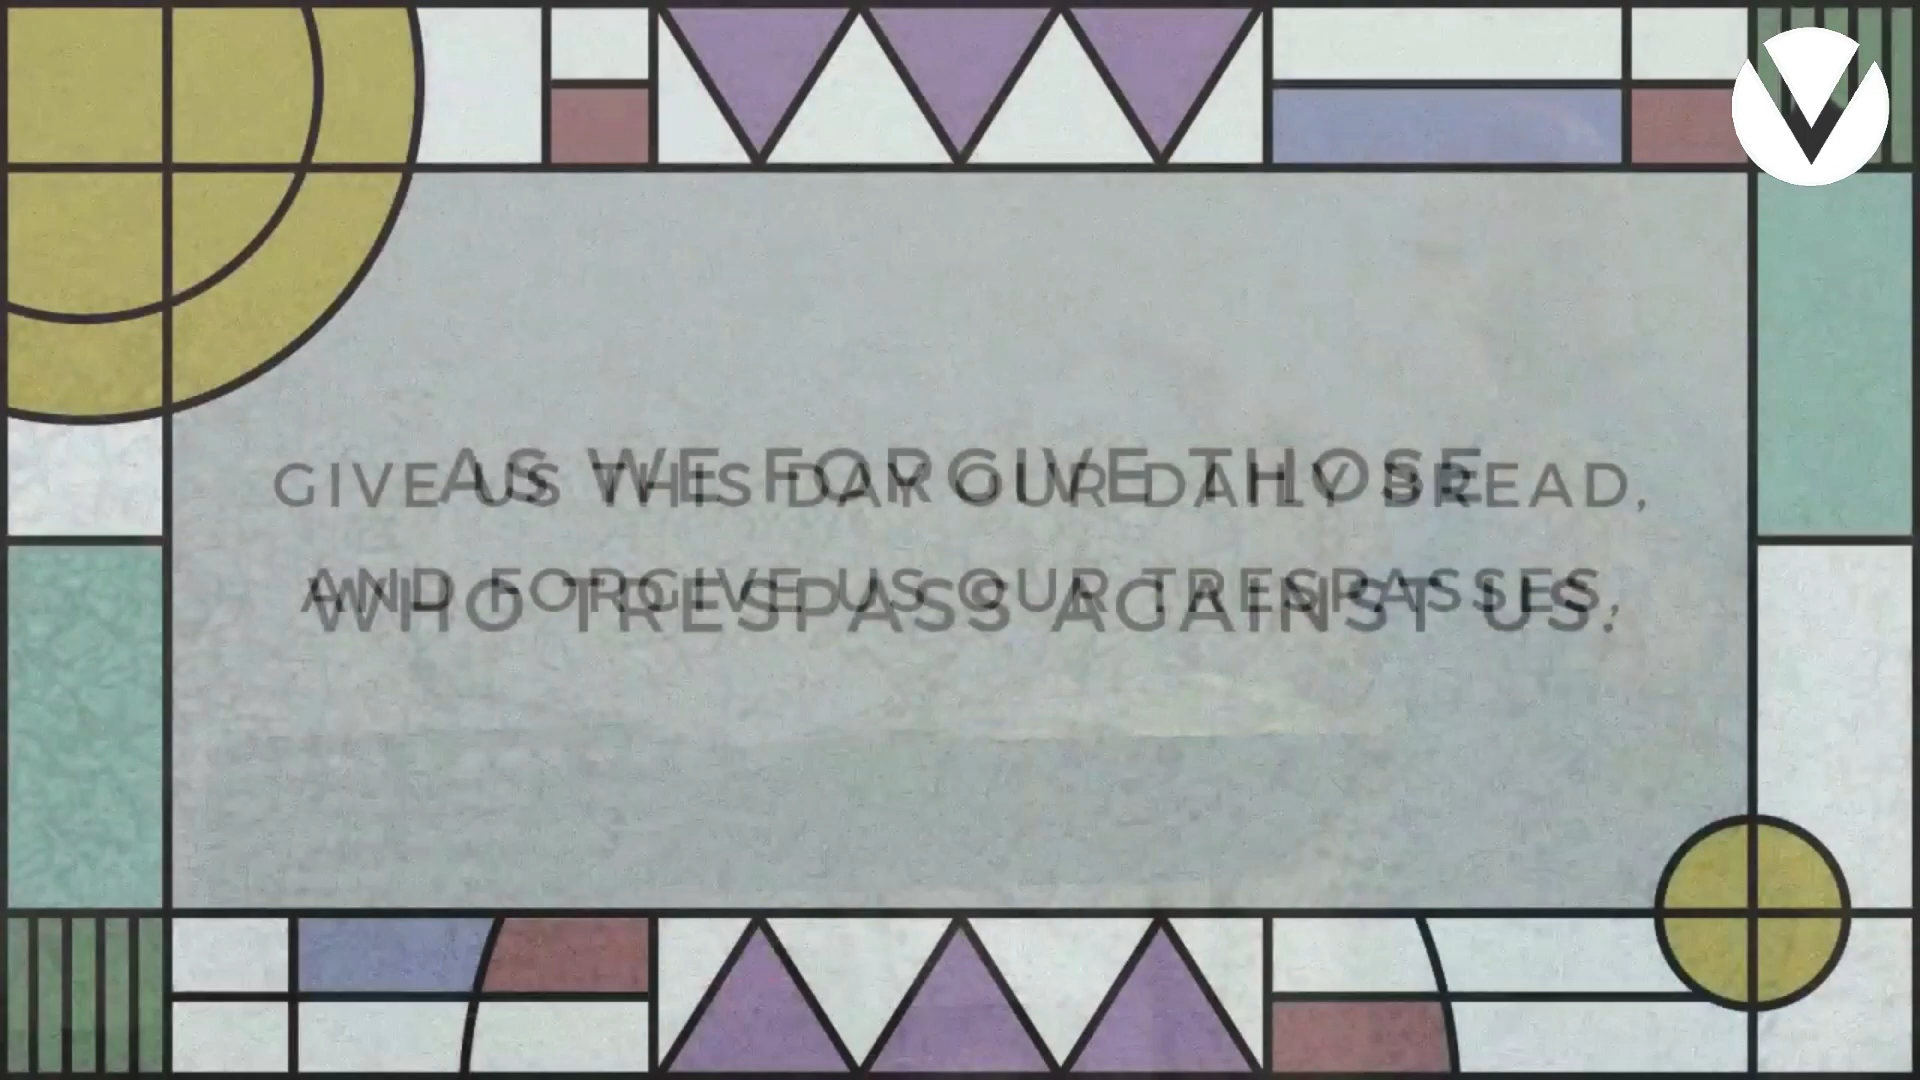 GIVE US THIS DAY OUR DAILY BREAD,
AND FORGIVE US OUR TRESPASSES,
AS WE FORGIVE THOSE
WHO TRESPASS AGAINST US.